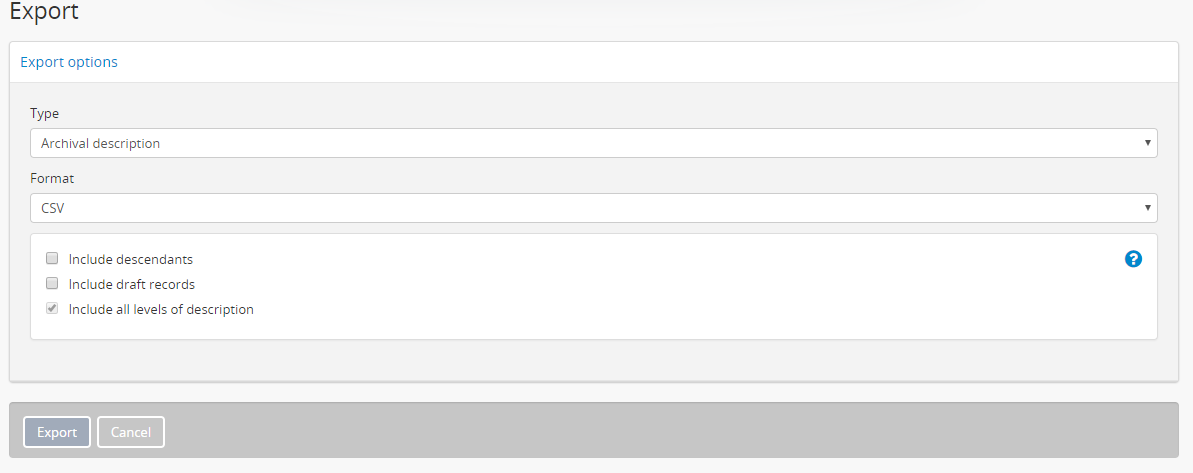 Export
Export options
Type
Archival description
Format
CSV
Include descendants
Include draft records
Include all levels of description
Export
Cancel